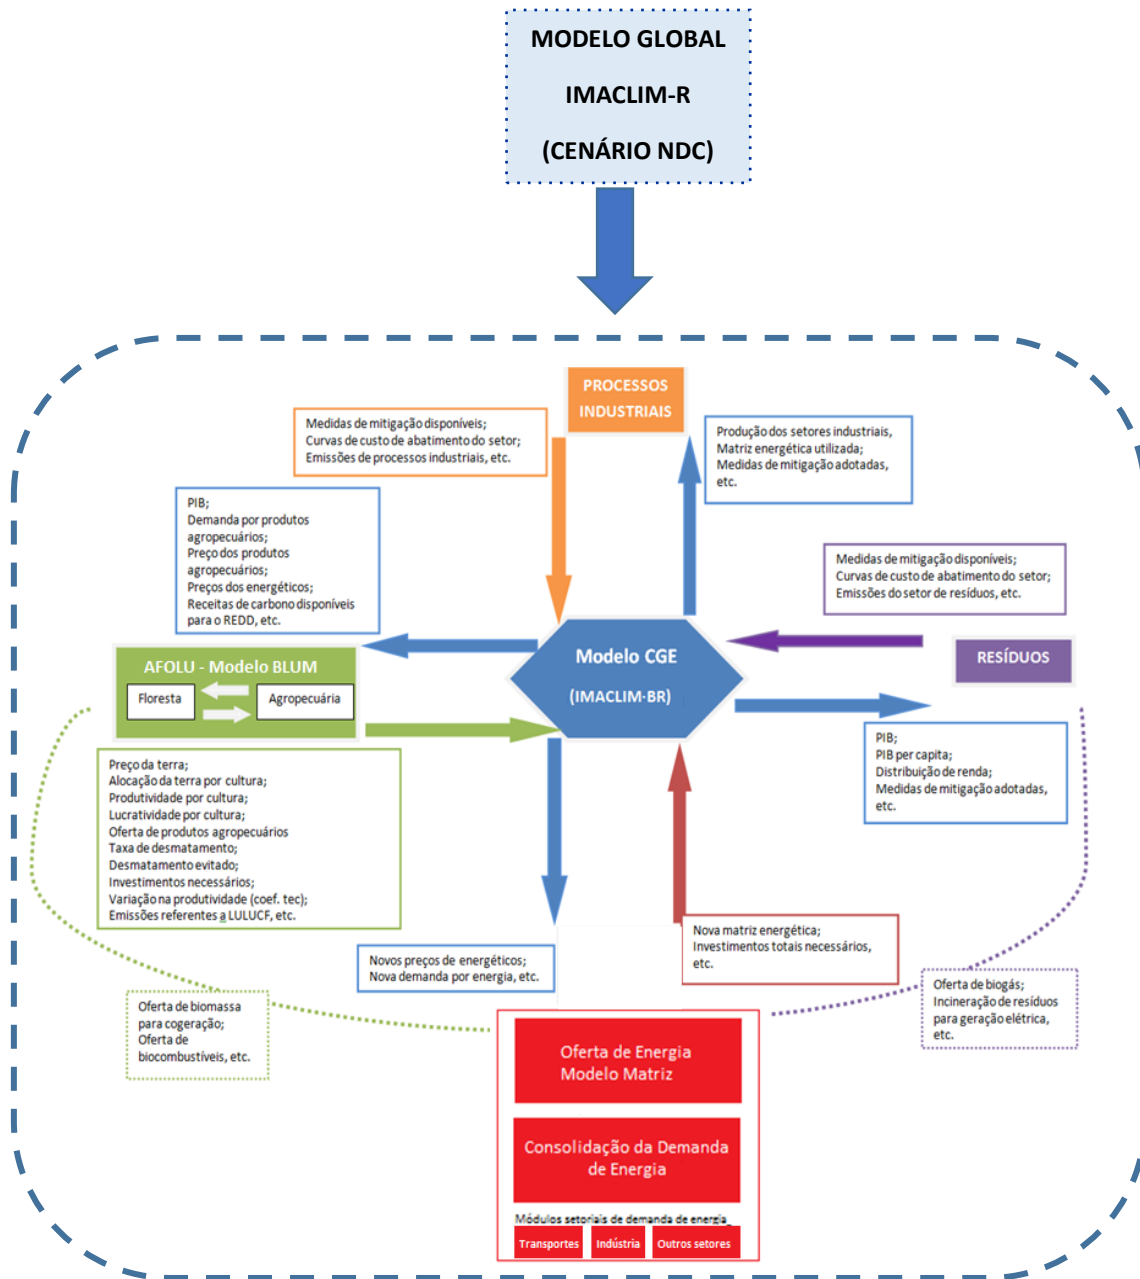 MODELO GLOBAL
IMACLIM-R
(CENÁRIO NDC)
PROCESSOS
INDUSTRIAIS
Medidas de mitigação disponíveis;
Curvas de custo de abatimento do setor;
Emissões de processos industriais, etc.
Produção dos setores industriais,
Matriz energética utilizada;
Medidas de mitigação adotadas,
etc.
PIB;
Demanda por produtos
agropecuários;
Preço dos produtos
agropecuários;
Preços dos energéticos;
Receitas de carbono disponíveis
para o REDD, etc.
Medidas de mitigação disponíveis;
Curvas de custo de abatimento do setor;
Emissões do setor de resíduos, etc.
AFOLU - Modelo BLUM
Floresta
Agropecuária
Modelo CGE
(IMACLIM-BR)
RESÍDUOS
Preço da terra;
Alocação da terra por cultura;
Produtividade por cultura;
Lucratividade por cultura;
Oferta de produtos agropecuários
Taxa de desmatamento;
Desmatamento evitado;
Investimentos necessários;
Variação na produtividade (coef. tec);
Emissões referentes a LULUCF, etc.
PIB;
PIB per capita;
Distribuição de renda;
Medidas de mitigação adotadas,
etc.
Novos preços de energéticos;
Nova demanda por energia, etc.
Nova matriz energética;
Investimentos totais necessários,
etc.
Oferta de biomassa
para cogeração;
Oferta de
biocombustíveis, etc.
Oferta de biogás;
Incineração de resíduos
para geração elétrica,
etc.
Oferta de Energia
Modelo Matriz
Consolidação da Demanda
de Energia
Módulos setoriais de demanda de energia
Transportes
Indústria
Outros setores